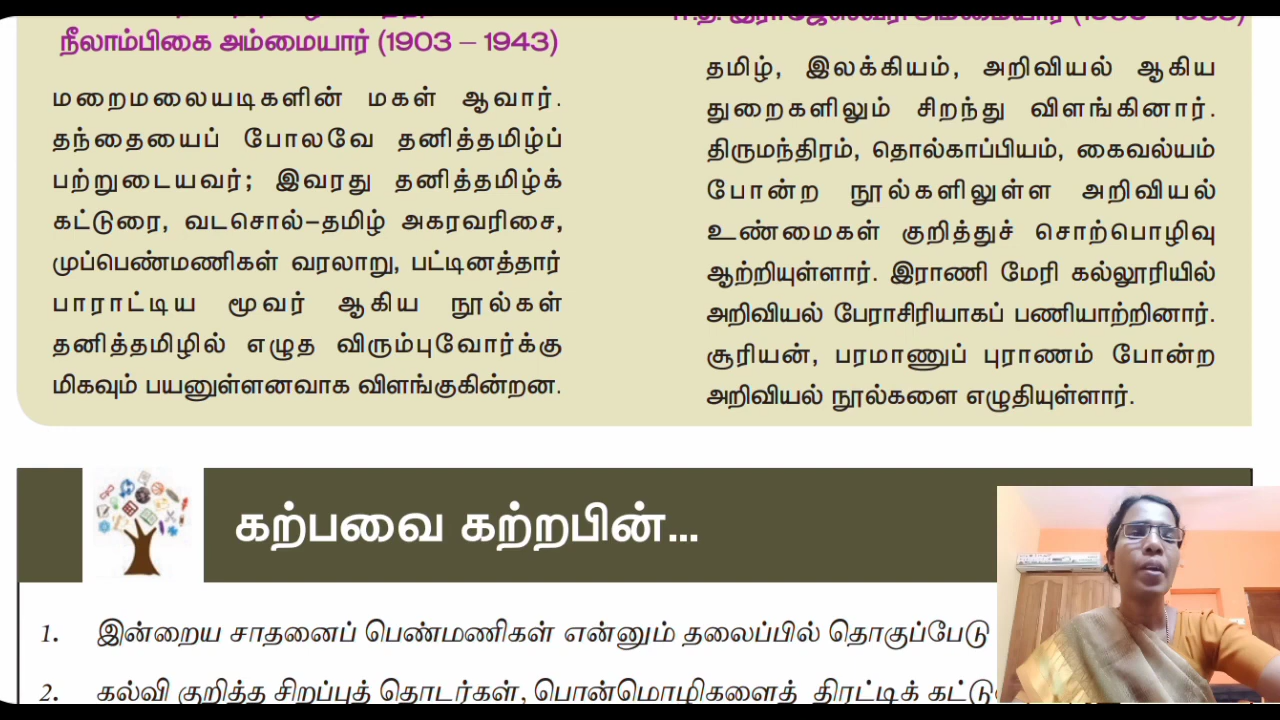 நீலாம்பிகை அம்மையார் (1903 – 1943)
மறைமலையடிகளின் மகள் ஆவார்.
தந்தையைப் போலவே தனித்தமிழ்ப்
பற்றுடையவர்; இவரது தனித்தமிழ்க்
கட்டுரை, வடசொல்-தமிழ் அகரவரிசை,
முப்பெண்மணிகள் வரலாறு, பட்டினத்தார்
பாராட்டிய மூவர் ஆகிய நூல்கள்
தனித்தமிழில் எழுத விரும்புவோர்க்கு
மிகவும் பயனுள்ளனவாக விளங்குகின்றன.
தமிழ், இலக்கியம், அறிவியல் ஆகிய
துறைகளிலும் சிறந்து விளங்கினார்.
திருமந்திரம், தொல்காப்பியம், கைவல்யம்
போன்ற நூல்களிலுள்ள அறிவியல்
உண்மைகள் குறித்துச் சொற்பொழிவு
ஆற்றியுள்ளார். இராணி மேரி கல்லூரியில்
அறிவியல் பேராசிரியாகப் பணியாற்றினார்.
சூரியன், பரமாணுப் புராணம் போன்ற
அறிவியல் நூல்களை எழுதியுள்ளார்.
கற்பவை கற்றபின்...
1. இன்றைய சாதனைப் பெண்மணிகள் என்னும் தலைப்பில் தொகுப்பேடு
2. கல்வி குறித்த சிறப்புத் தொடர்கள், பொன்மொழிகளைத் திரட்டிக்